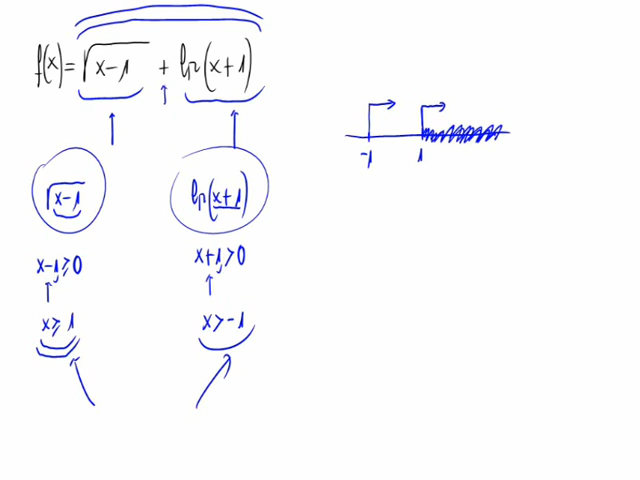 f(x)=√x-1 + ln(x+1)
√x-1
ln(x+1)
x-1≥0
x+1>0
x≥1
x>-1
-1 1